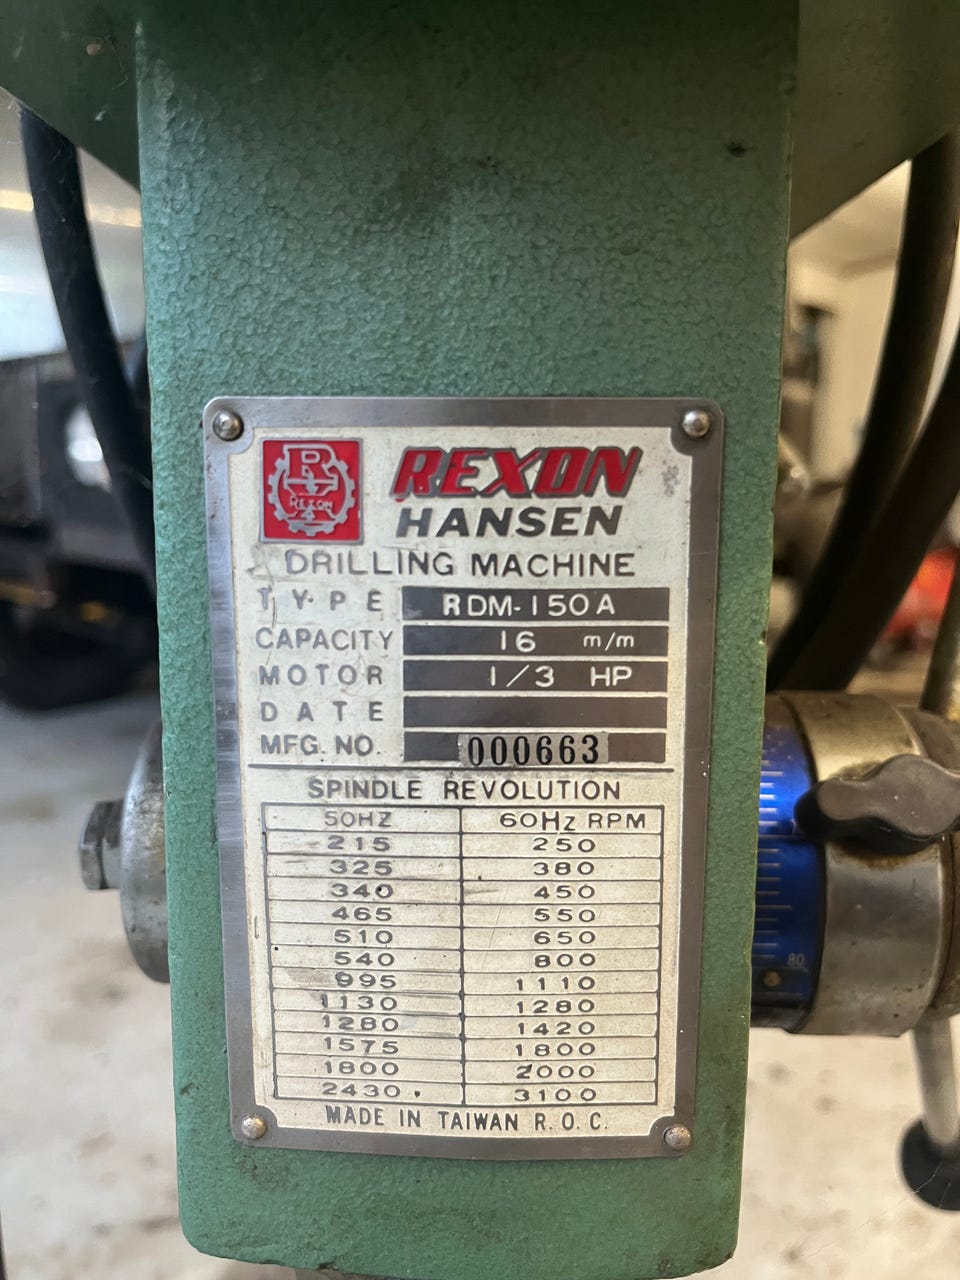 R
REXON
REXON
HANSEN
DRILLING MACHINE
TYPE RDM-150A
CAPACITY 16 m/m
MOTOR 1/3 HP
DATE
MFG. NO. 000663
SPINDLE REVOLUTION
50HZ 60Hz RPM
215 250
325 380
340 450
465 550
510 650
540 800
995 1110
1130 1280
1280 1420
1575 1800
1800 2000
2430 3100
MADE IN TAIWAN R.O.C.
80